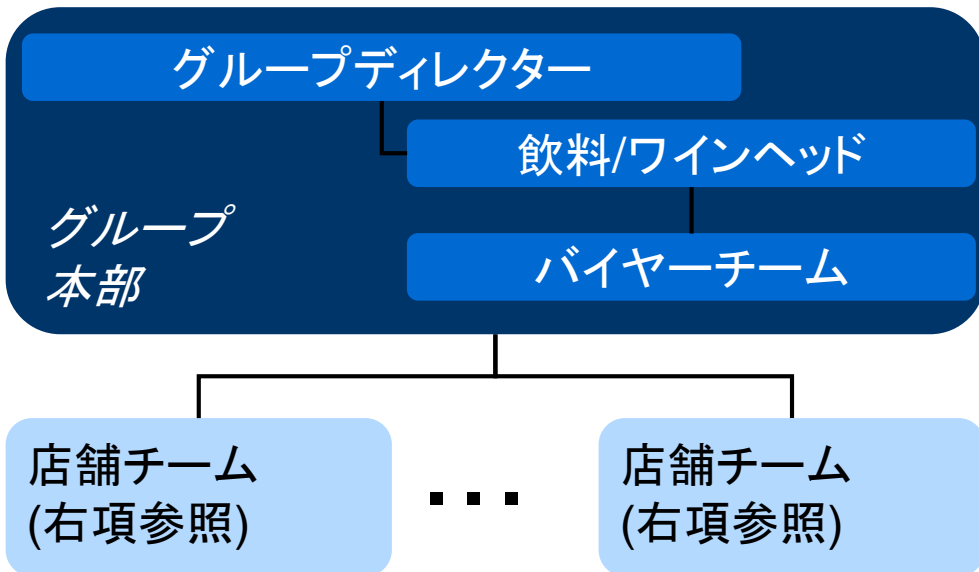 グループディレクター
飲料/ワインヘッド
グループ
本部
バイヤーチーム
店舗チーム
(右項参照)
...
店舗チーム
(右項参照)